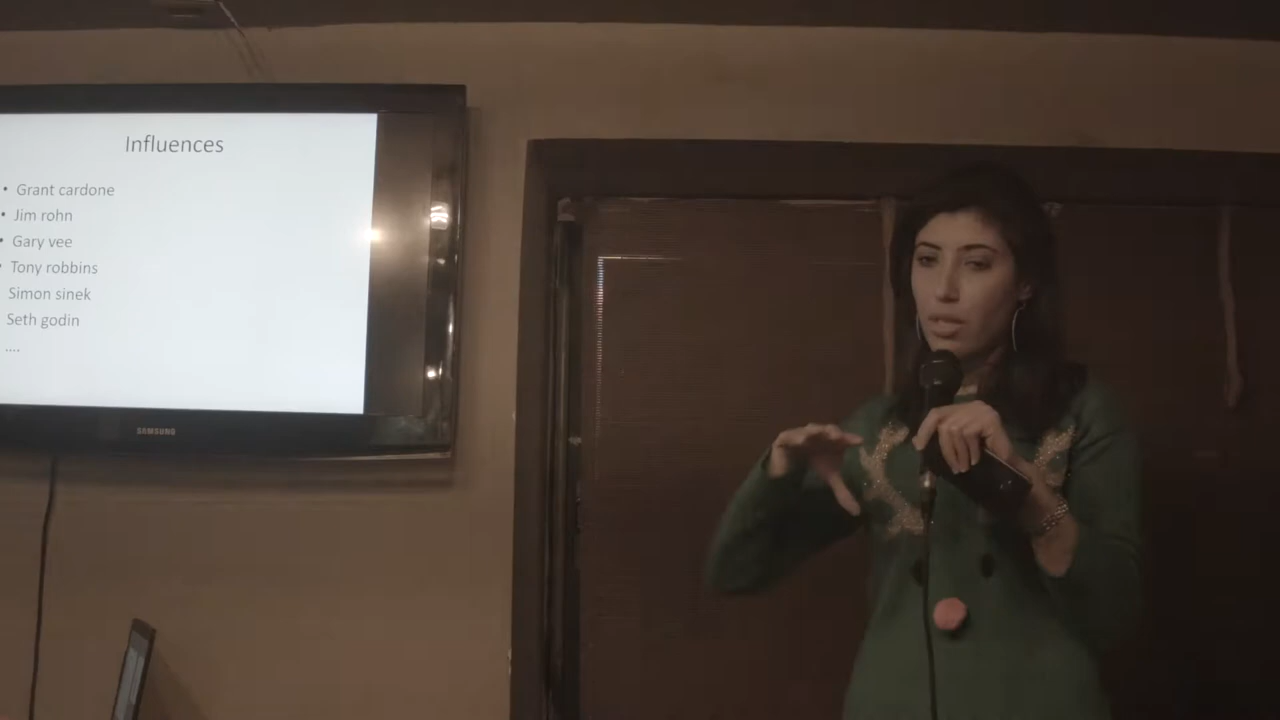 Influences
• Grant cardone
• Jim rohn
• Gary vee
• Tony robbins
Simon sinek
Seth godin
....
SAMSUNG